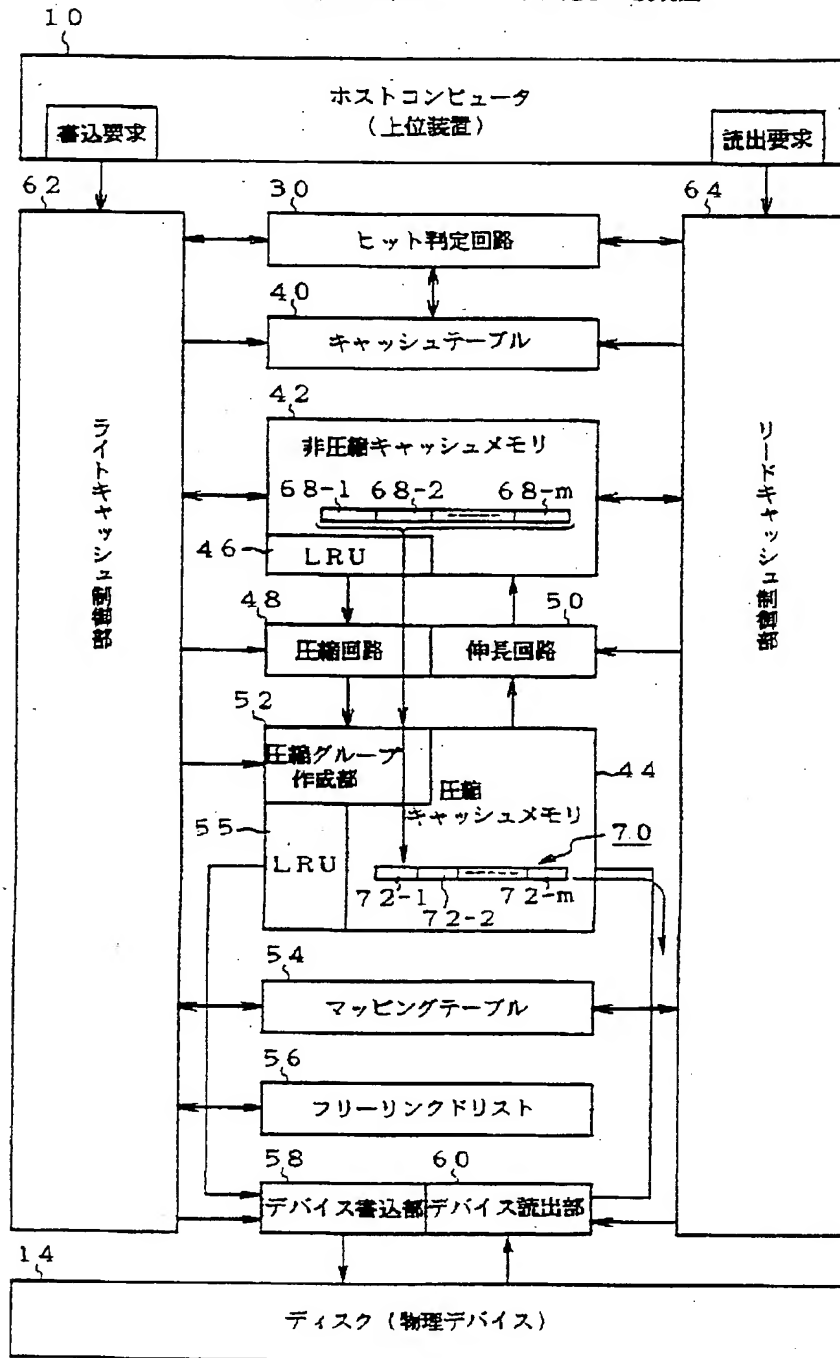 10
ホストコンピュータ
(上位装置)
書込要求
読出要求
62
30
64
ヒット判定回路
40
キャッシュテーブル
42
非圧縮キャッシュメモリ
68-1 68-2 68-m
46
LRU
48
50
圧縮回路
伸長回路
52
圧縮グループ
作成部
44
圧縮
キャッシュメモリ
55
LRU
70
72-1
72-2
72-m
ライトキャッシュ制御部
リードキャッシュ制御部
54
マッピングテーブル
56
フリーリンクドリスト
58
60
デバイス書込部
デバイス読出部
14
ディスク(物理デバイス)